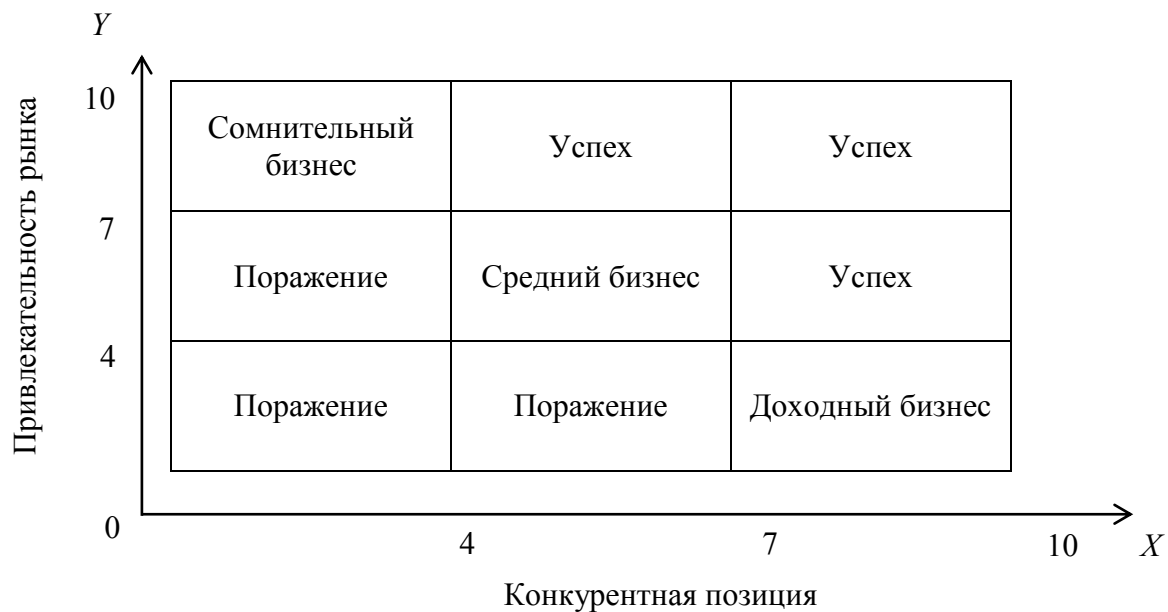 Y
10
Сомнительный
бизнес
Успех
Успех
7
Поражение
Средний бизнес
Успех
4
Поражение
Поражение
Доходный бизнес
0
4
7
10
X
Привлекательность рынка
Конкурентная позиция